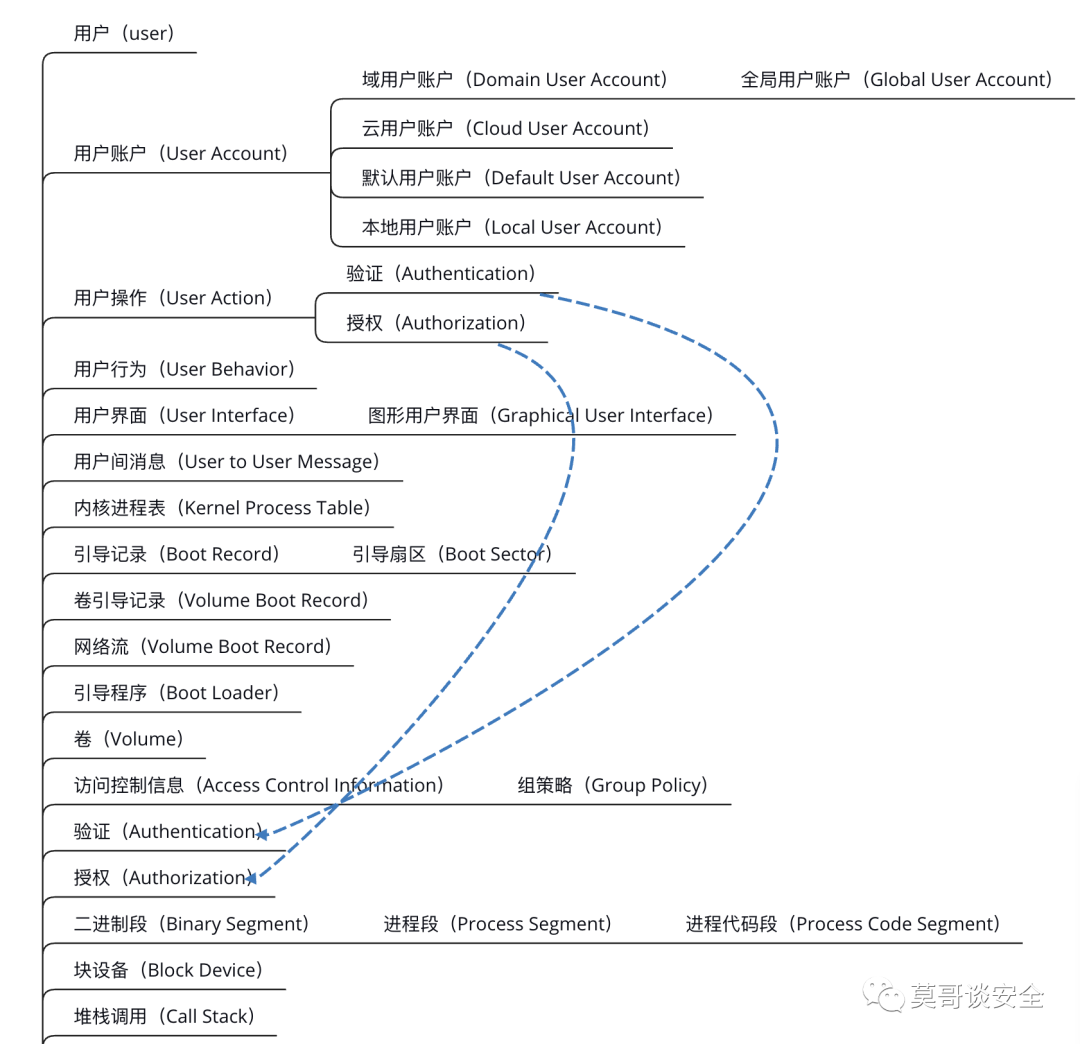 用户（user）
域用户账户（Domain User Account） 全局用户账户（Global User Account）
云用户账户（Cloud User Account）
用户账户（User Account）
默认用户账户（Default User Account）
本地用户账户（Local User Account）
验证（Authentication）
用户操作（User Action）
授权（Authorization）
用户行为（User Behavior）
用户界面（User Interface） 图形用户界面（Graphical User Interface）
用户间消息（User to User Message）
内核进程表（Kernel Process Table）
引导记录（Boot Record） 引导扇区（Boot Sector）
卷引导记录（Volume Boot Record）
网络流（Volume Boot Record）
引导程序（Boot Loader）
卷（Volume）
访问控制信息（Access Control Information） 组策略（Group Policy）
验证（Authentication）
授权（Authorization）
二进制段（Binary Segment） 进程段（Process Segment） 进程代码段（Process Code Segment）
块设备（Block Device）
堆栈调用（Call Stack）
莫哥谈安全